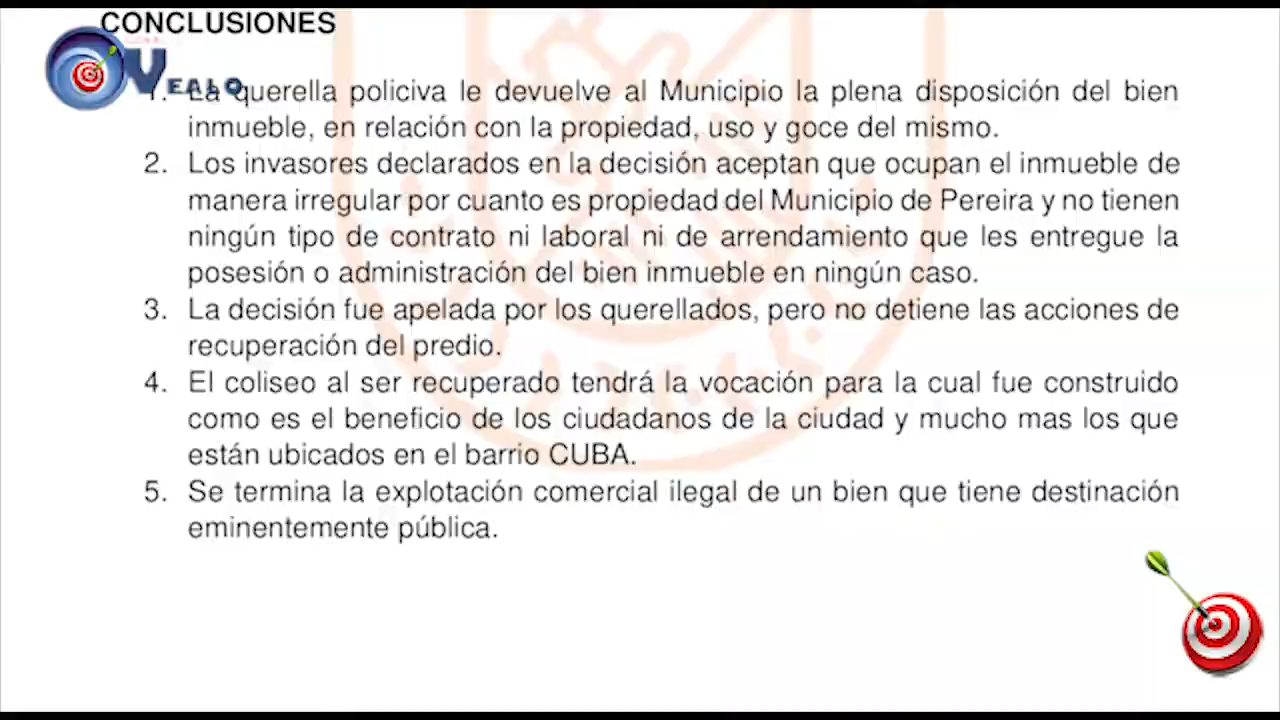 CONCLUSIONES
VEALO
1. La querella policiva le devuelve al Municipio la plena disposición del bien
inmueble, en relación con la propiedad, uso y goce del mismo.
2. Los invasores declarados en la decisión aceptan que ocupan el inmueble de
manera irregular por cuanto es propiedad del Municipio de Pereira y no tienen
ningún tipo de contrato ni laboral ni de arrendamiento que les entregue la
posesión o administración del bien inmueble en ningún caso.
3. La decisión fue apelada por los querellados, pero no detiene las acciones de
recuperación del predio.
4. El coliseo al ser recuperado tendrá la vocación para la cual fue construido
como es el beneficio de los ciudadanos de la ciudad y mucho mas los que
están ubicados en el barrio CUBA.
5. Se termina la explotación comercial ilegal de un bien que tiene destinación
eminentemente pública.